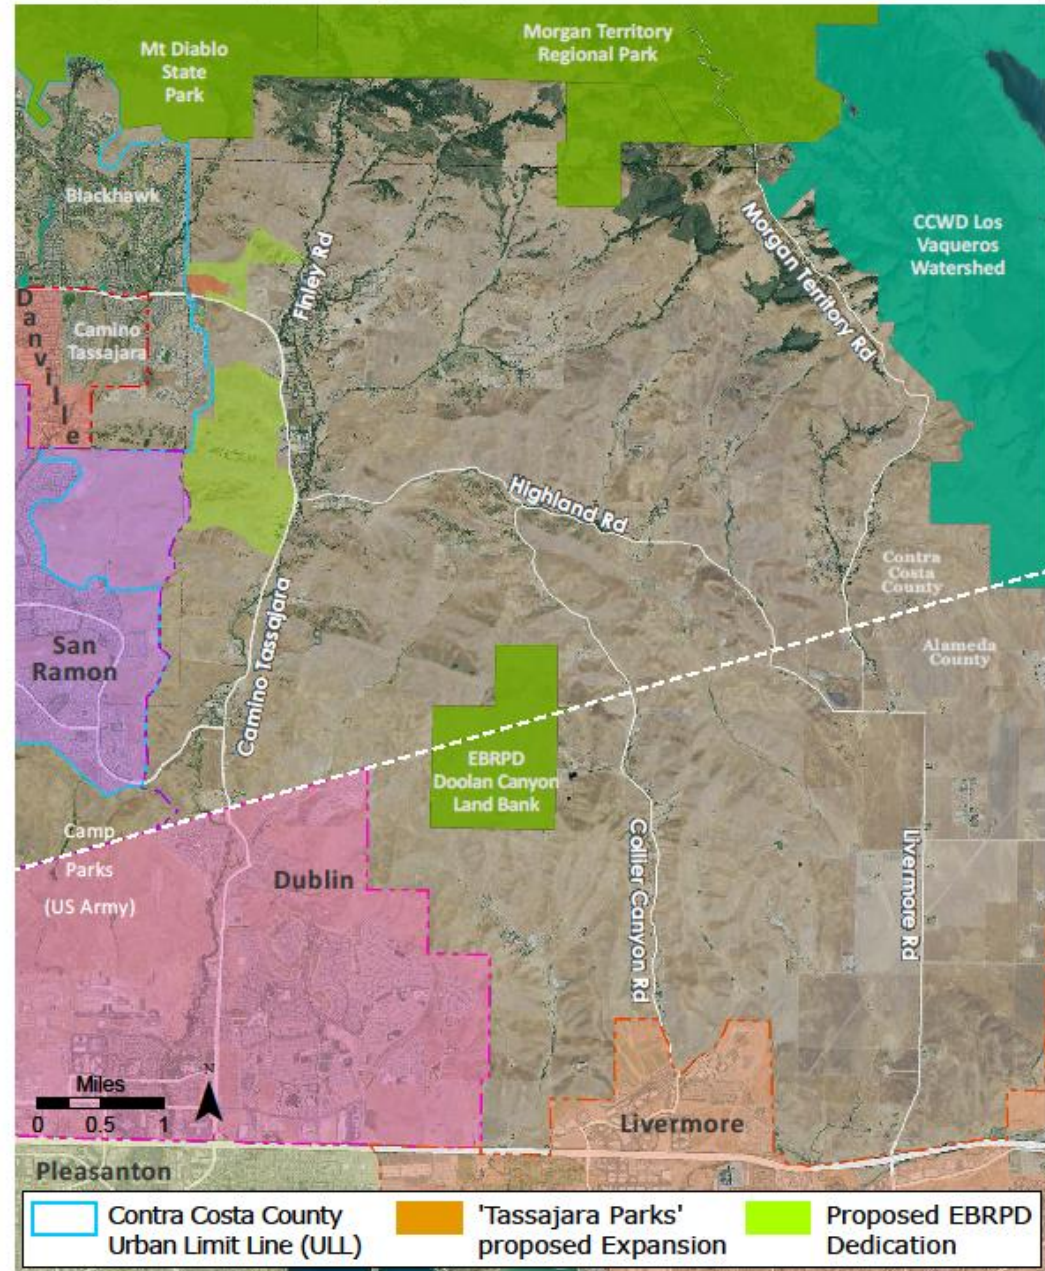 Mt Diablo
State
Park
Morgan Territory
Regional Park
Blackhawk
CCWD Los
Vaqueros
Watershed
Morgan Territory Rd
Finley Rd
Danville
Camino
Tassajara
Highland Rd
Contra
Costa
County
Alameda
County
San
Ramon
Camino Tassajara
EBRPD
Doolan Canyon
Land Bank
Camp
Parks
(US Army)
Dublin
Collier Canyon Rd
Livermore Rd
N
Miles
0 0.5 1
Livermore
Pleasanton
Contra Costa County
Urban Limit Line (ULL)
'Tassajara Parks'
proposed Expansion
Proposed EBRPD
Dedication